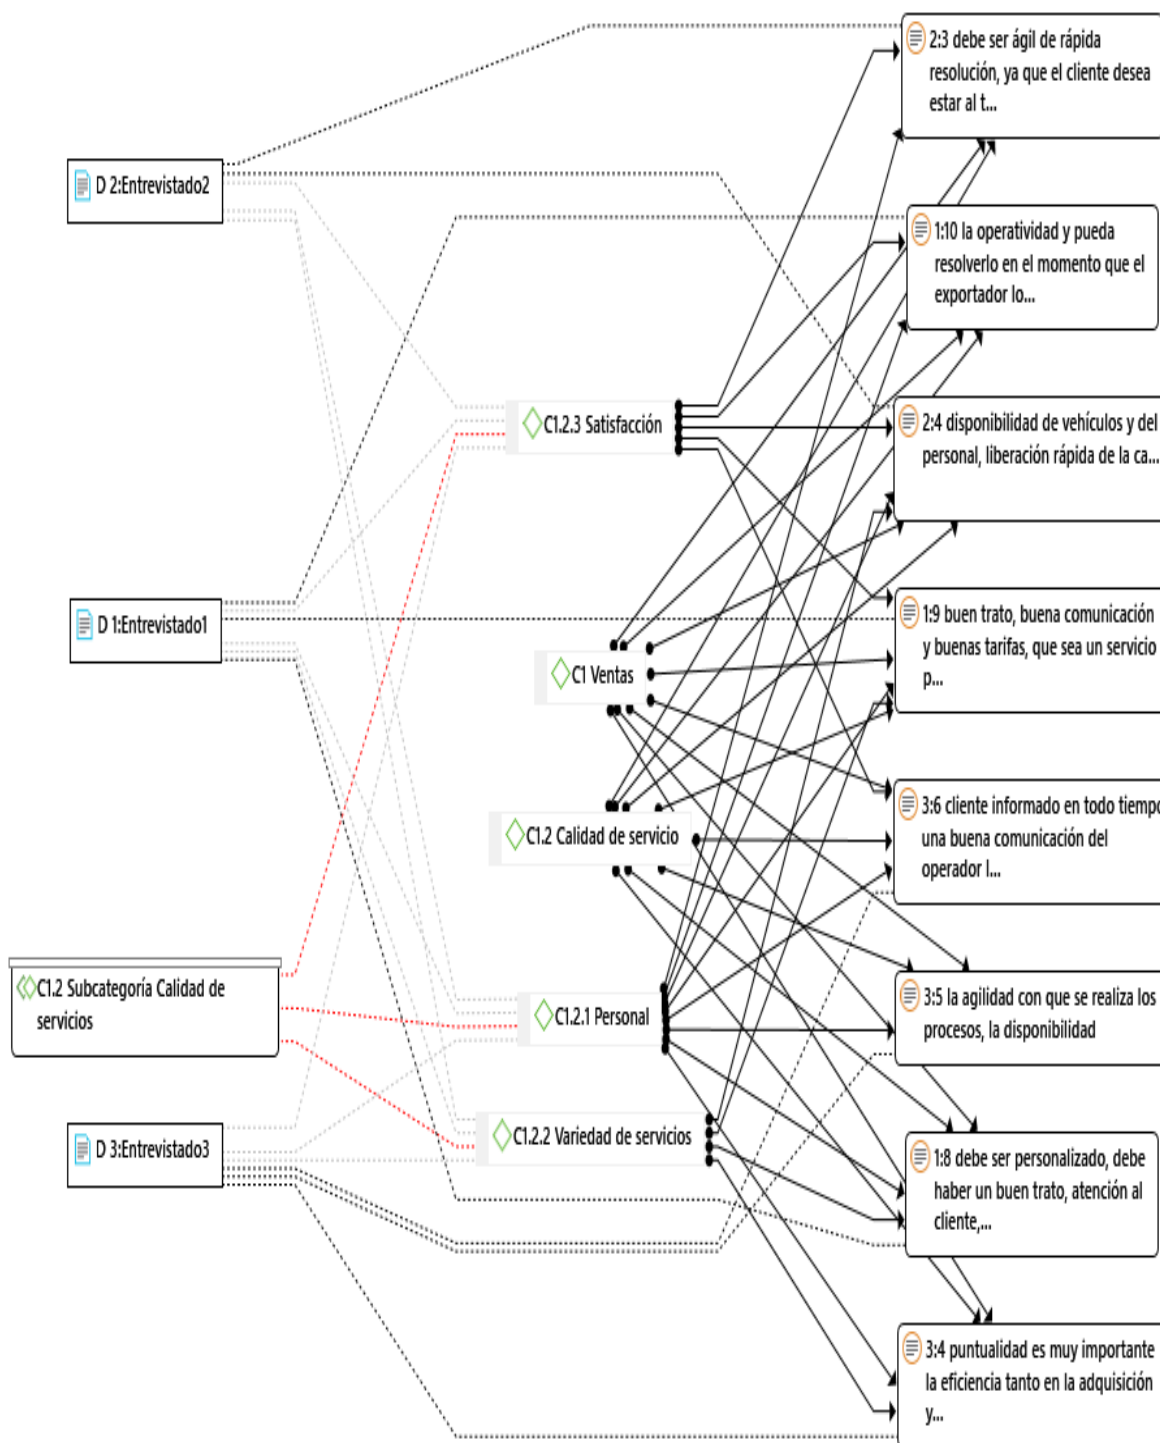 D 2:Entrevistado2
D 1:Entrevistado1
C1.2 Subcategoría Calidad de
servicios
D 3:Entrevistado3
C1.2.3 Satisfacción
C1 Ventas
C1.2 Calidad de servicio
C1.2.1 Personal
C1.2.2 Variedad de servicios
2:3 debe ser ágil de rápida
resolución, ya que el cliente desea
estar al t...
1:10 la operatividad y pueda
resolverlo en el momento que el
exportador lo...
2:4 disponibilidad de vehículos y del
personal, liberación rápida de la ca...
1:9 buen trato, buena comunicación
y buenas tarifas, que sea un servicio
p...
3:6 cliente informado en todo tiempo
una buena comunicación del
operador l...
3:5 la agilidad con que se realiza los
procesos, la disponibilidad
1:8 debe ser personalizado, debe
haber un buen trato, atención al
cliente,...
3:4 puntualidad es muy importante
la eficiencia tanto en la adquisición
y...